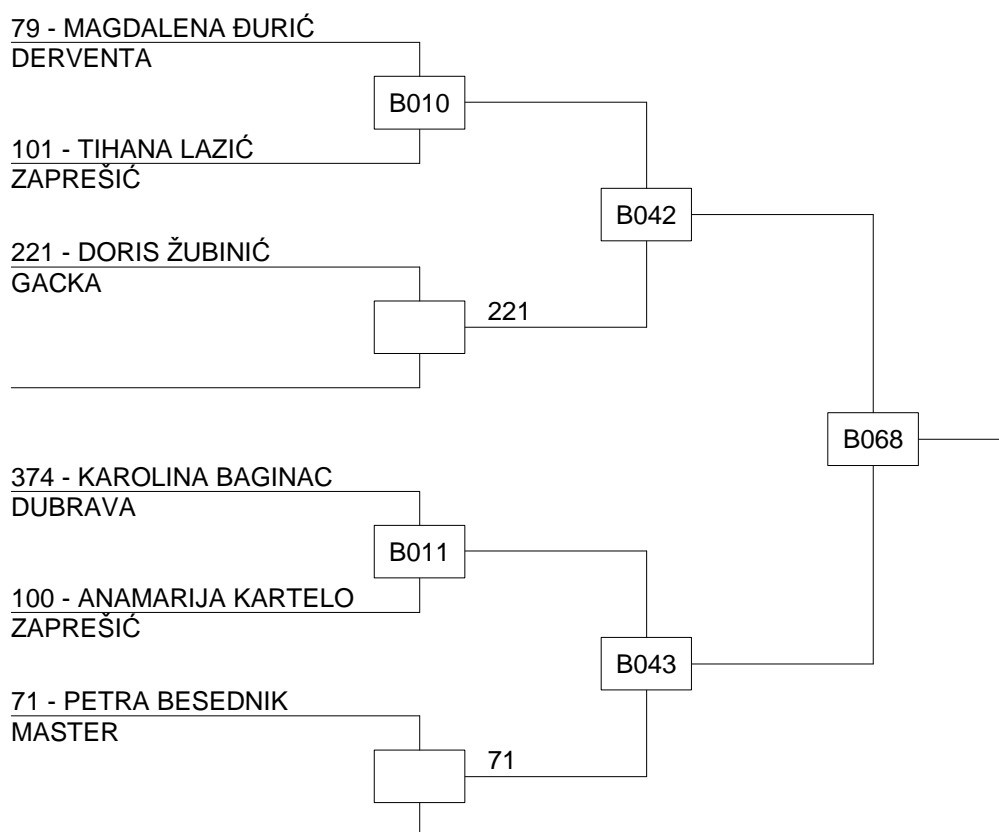 79 - MAGDALENA ĐURIĆ
DERVENTA
B010
101 - TIHANA LAZIĆ
ZAPREŠIĆ
B042
221 - DORIS ŽUBINIĆ
GACKA
221
B068
374 - KAROLINA BAGINAC
DUBRAVA
B011
100 - ANAMARIJA KARTELO
ZAPREŠIĆ
B043
71 - PETRA BESEDNIK
MASTER
71